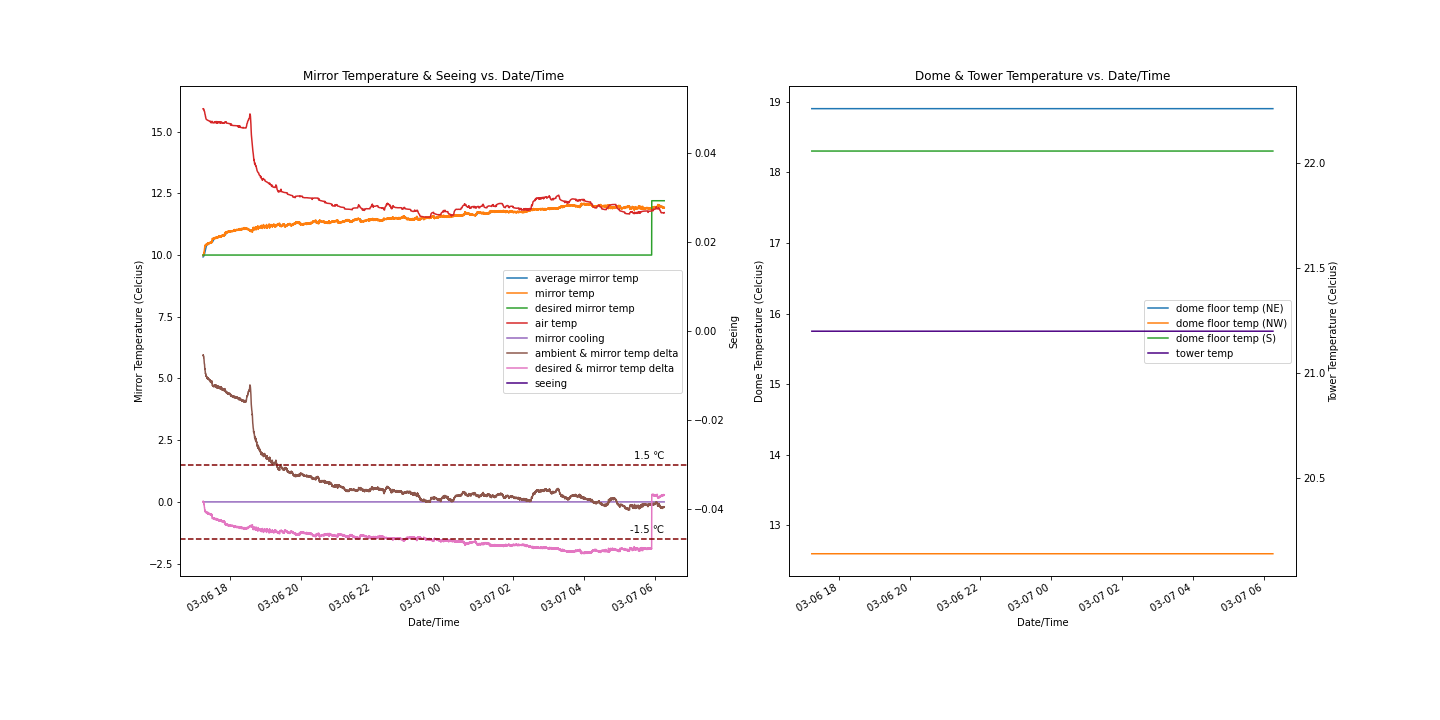 Mirror Temperature & Seeing vs. Date/Time
Mirror Temperature (Celcius)
15.0
12.5
10.0
7.5
5.0
2.5
0.0
−2.5
0.04
0.02
0.00
−0.02
−0.04
Seeing
average mirror temp
mirror temp
desired mirror temp
air temp
mirror cooling
ambient & mirror temp delta
desired & mirror temp delta
seeing
1.5 °C
-1.5 °C
03-06 18
03-06 20
03-06 22
03-07 00
03-07 02
03-07 04
03-07 06
Date/Time
Dome & Tower Temperature vs. Date/Time
Dome Temperature (Celcius)
19
18
17
16
15
14
13
22.0
21.5
21.0
20.5
Tower Temperature (Celcius)
dome floor temp (NE)
dome floor temp (NW)
dome floor temp (S)
tower temp
03-06 18
03-06 20
03-06 22
03-07 00
03-07 02
03-07 04
03-07 06
Date/Time